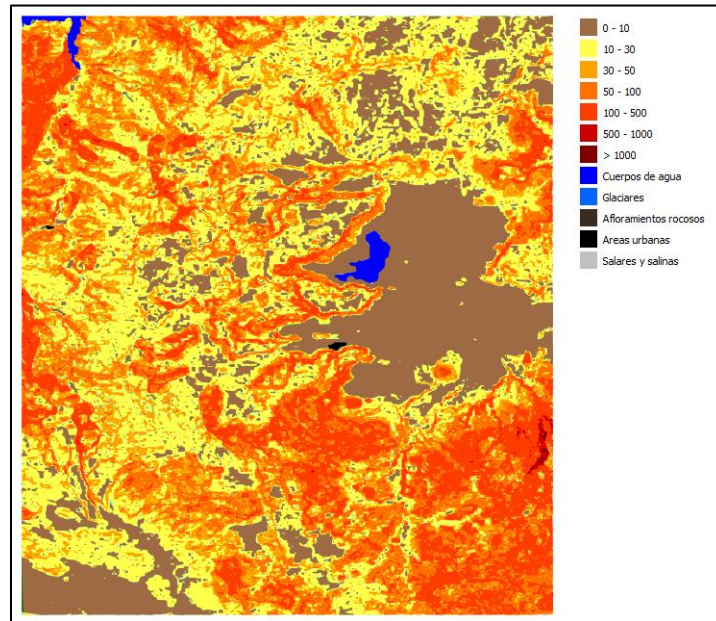 0 - 10
10 - 30
30 - 50
50 - 100
100 - 500
500 - 1000
> 1000
Cuerpos de agua
Glaciares
Afloramientos rocosos
Areas urbanas
Salares y salinas